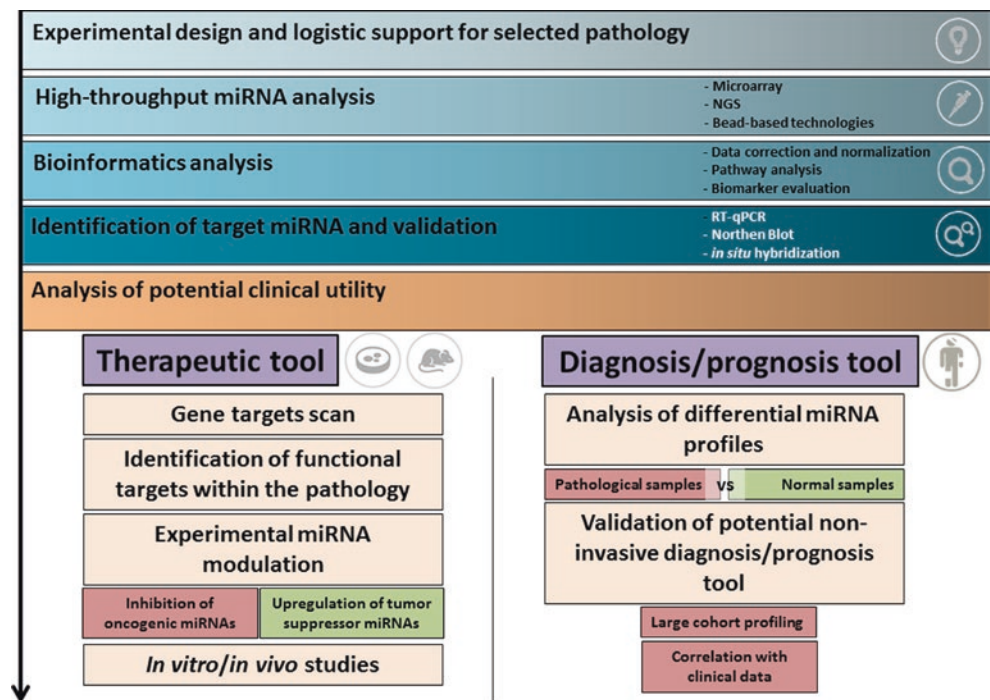 Experimental design and logistic support for selected pathology
High-throughput miRNA analysis
- Microarray
- NGS
- Bead-based technologies
Bioinformatics analysis
- Data correction and normalization
- Pathway analysis
- Biomarker evaluation
Identification of target miRNA and validation
- RT-qPCR
- Northen Blot
- in situ hybridization
Analysis of potential clinical utility
Therapeutic tool
Gene targets scan
Identification of functional
targets within the pathology
Experimental miRNA
modulation
Inhibition of
oncogenic miRNAs
Upregulation of tumor
suppressor miRNAs
In vitro/in vivo studies
Diagnosis/prognosis tool
Analysis of differential miRNA
profiles
Pathological samples vs Normal samples
Validation of potential non-
invasive diagnosis/prognosis
tool
Large cohort profiling
Correlation with
clinical data